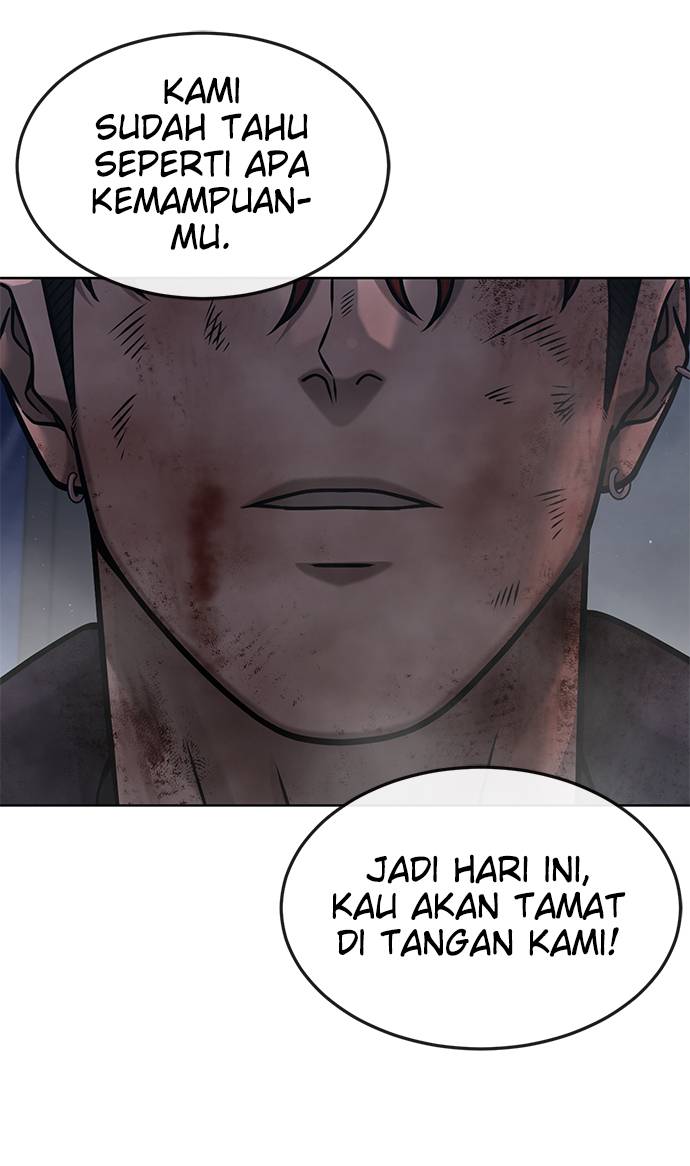 KAMI
SUDAH TAHU
SEPERTI APA
KEMAMPUAN-
MU.
JADI HARI INI,
KAU AKAN TAMAT
DI TANGAN KAMI!